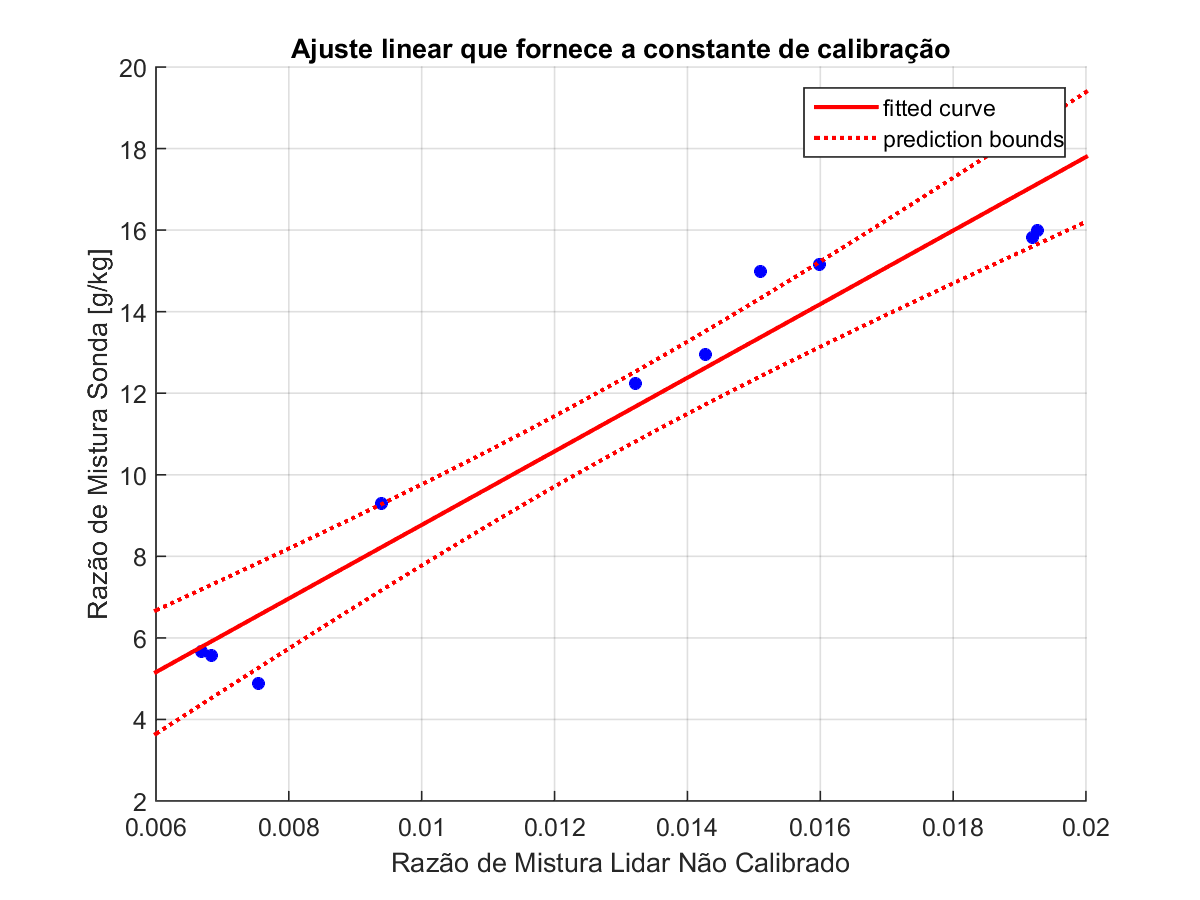 Ajuste linear que fornece a constante de calibração
fitted curve
prediction bounds
Razão de Mistura Sonda [g/kg]
20
18
16
14
12
10
8
6
4
2
0.006 0.008 0.01 0.012 0.014 0.016 0.018 0.02
Razão de Mistura Lidar Não Calibrado